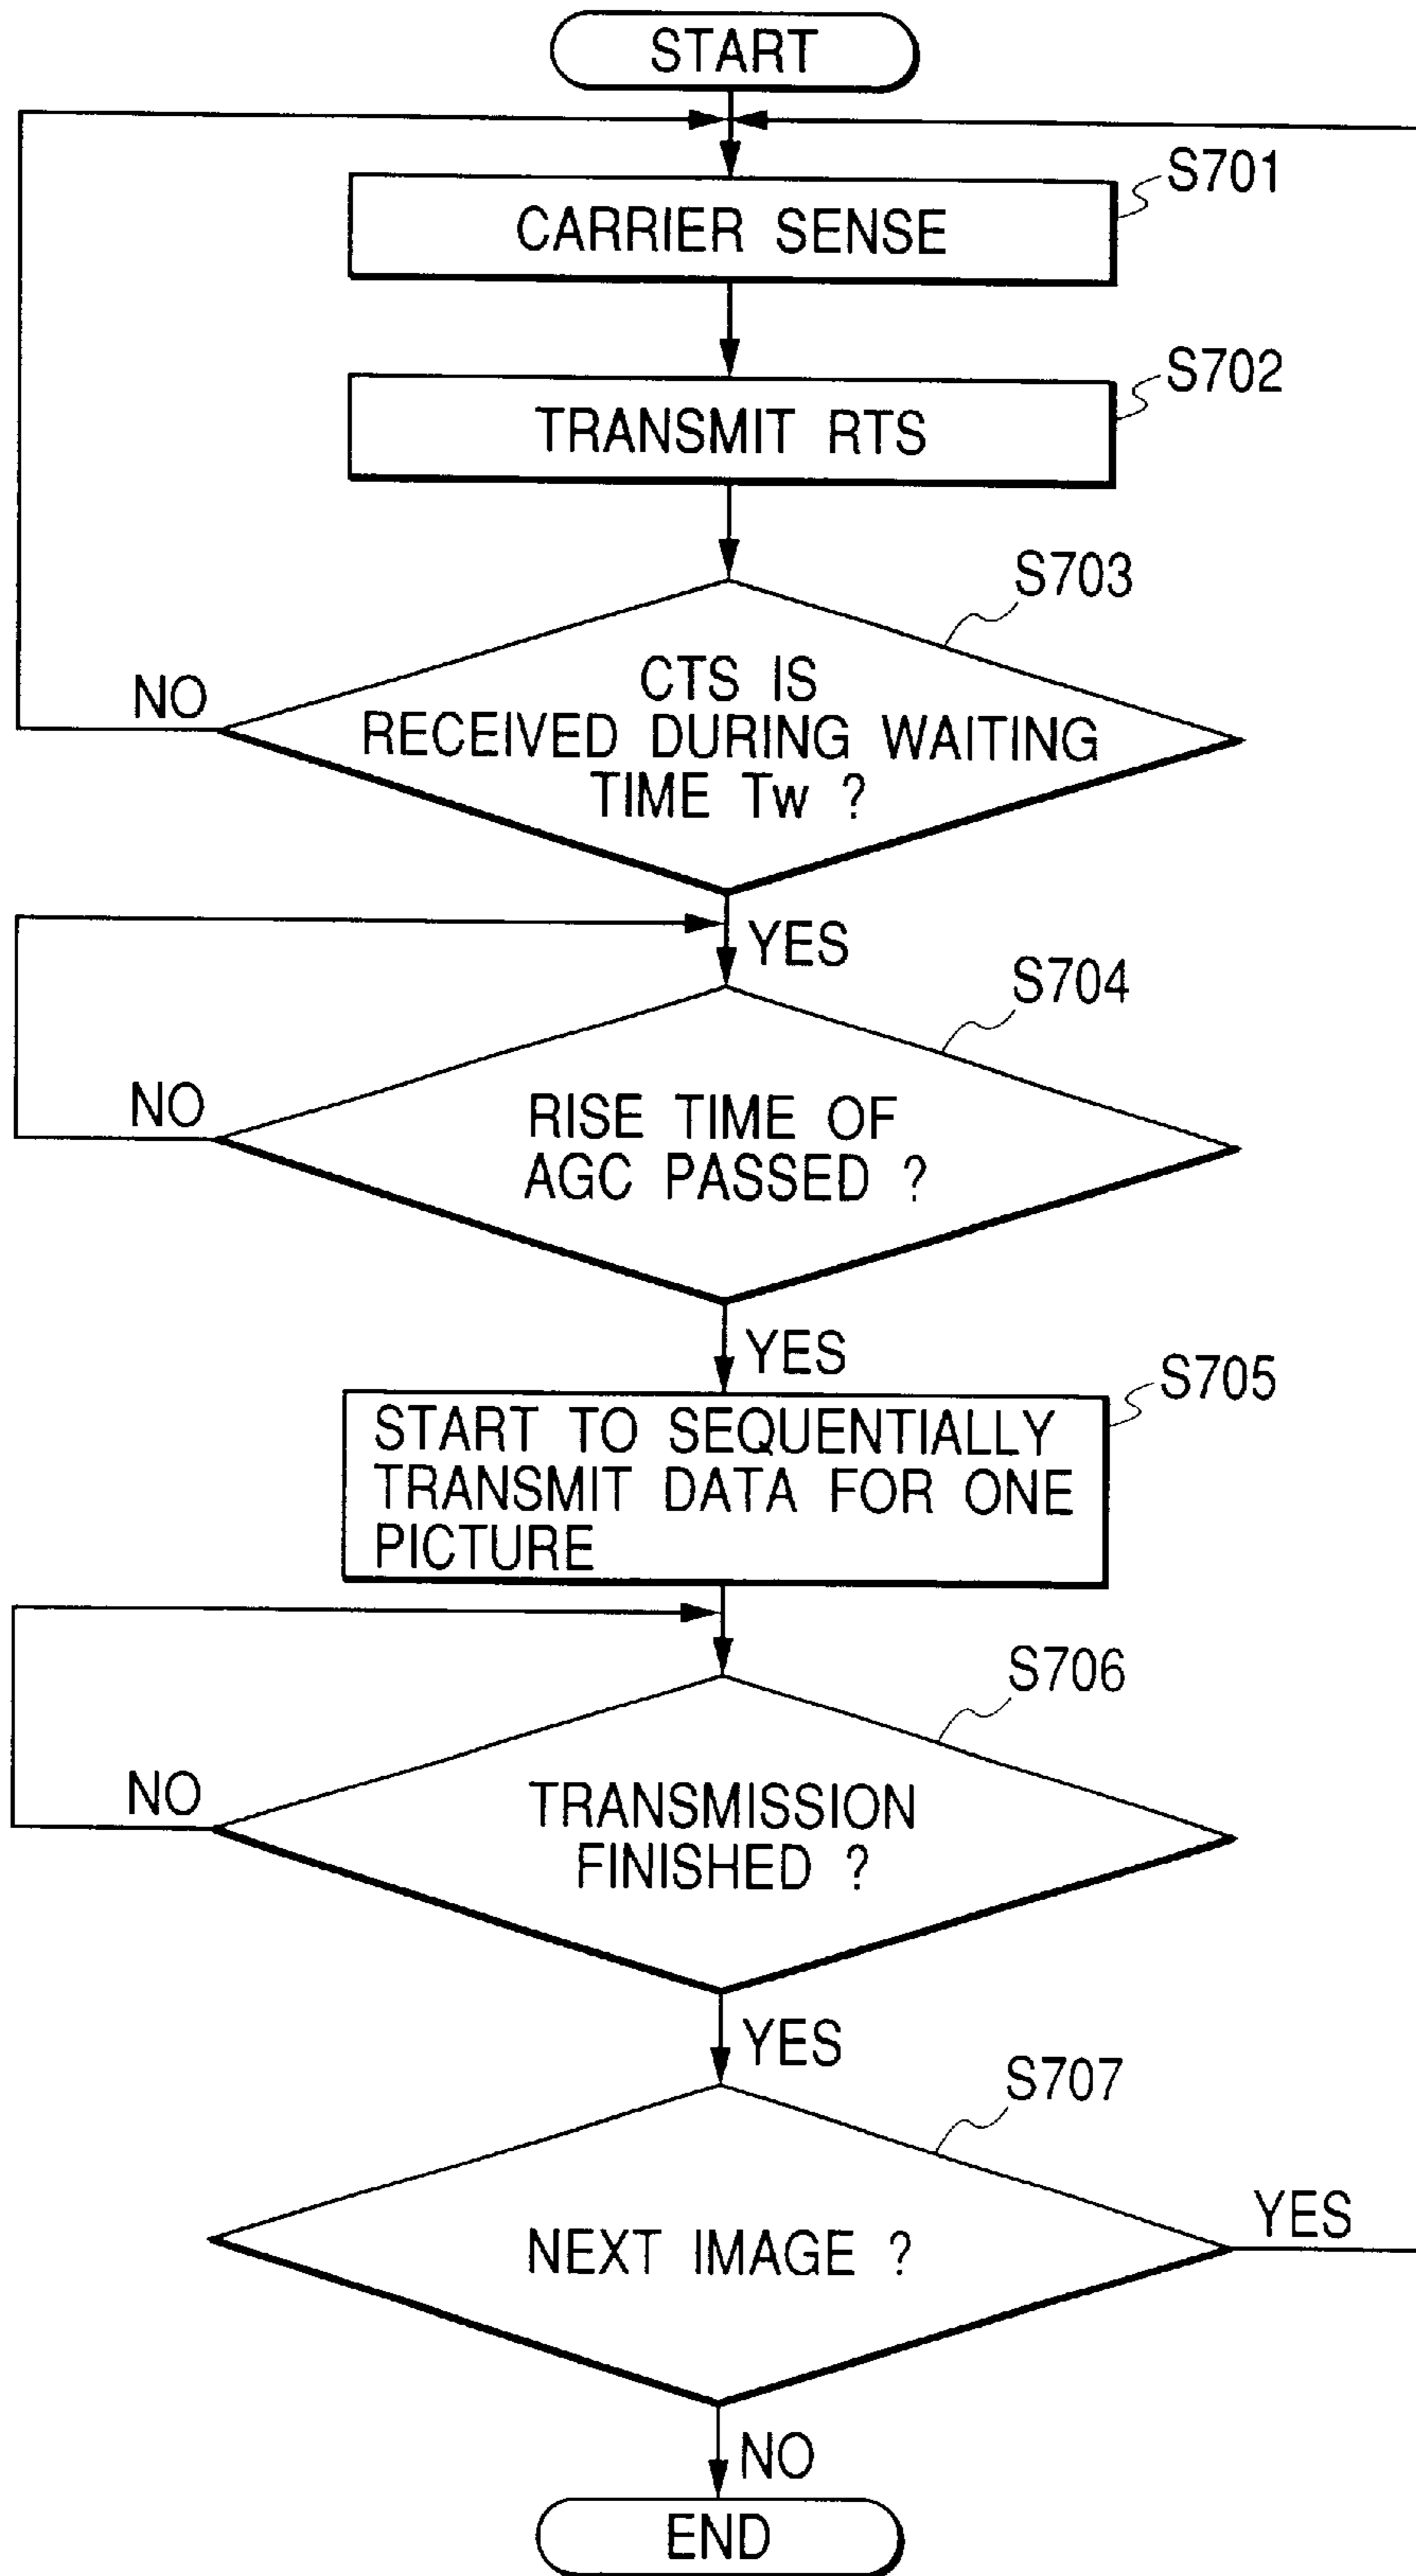 START
S701
CARRIER SENSE
S702
TRANSMIT RTS
S703
CTS IS
RECEIVED DURING WAITING
TIME Tw ?
NO
YES
S704
RISE TIME OF
AGC PASSED ?
NO
YES
S705
START TO SEQUENTIALLY
TRANSMIT DATA FOR ONE
PICTURE
S706
TRANSMISSION
FINISHED ?
NO
YES
S707
NEXT IMAGE ?
YES
NO
END